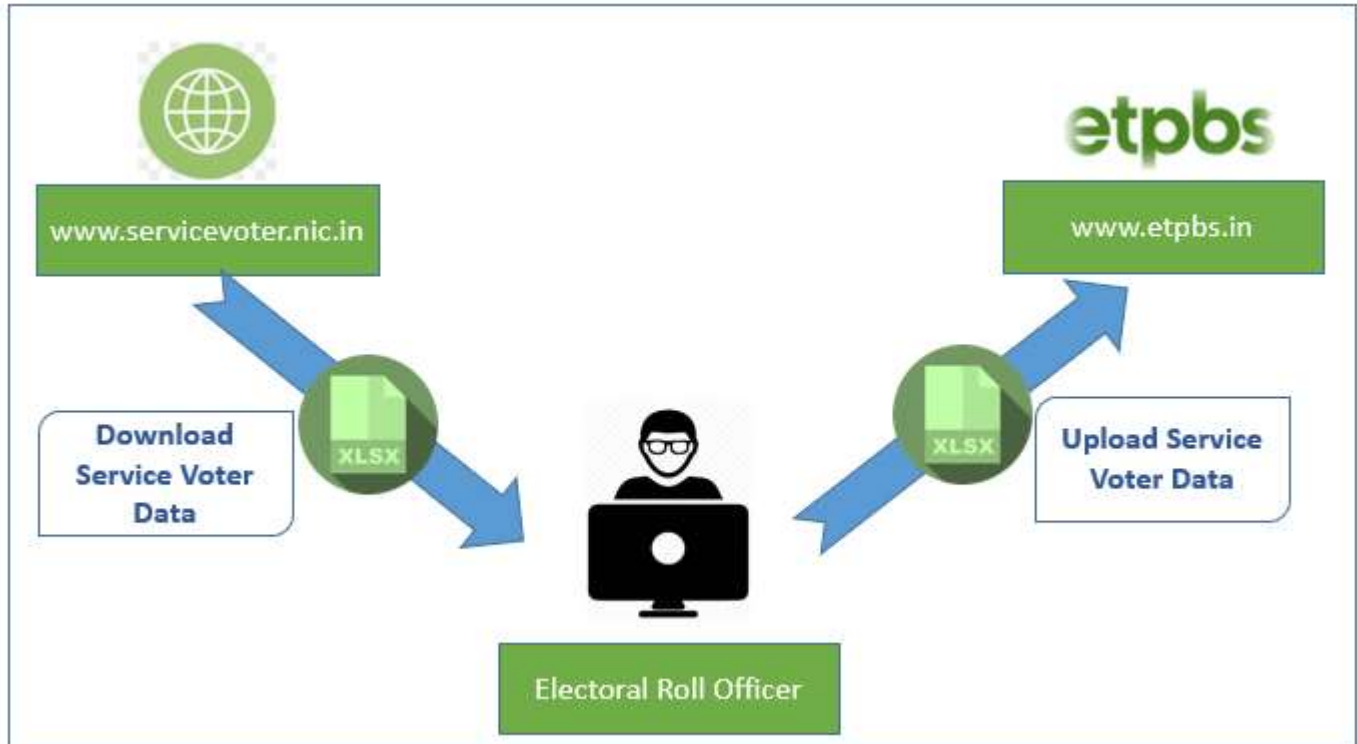 etpbs
www.servicevoter.nic.in
www.etpbs.in
XLSX
XLSX
Download
Service Voter
Data
Upload Service
Voter Data
Electoral Roll Officer